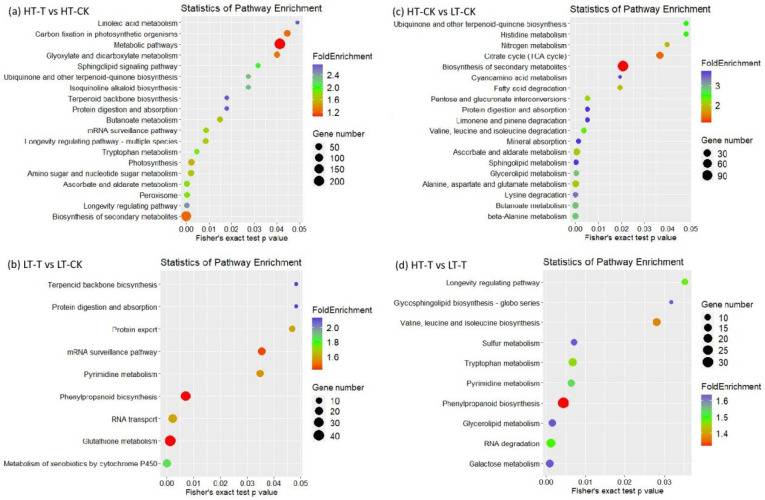 (a) HT-T vs HT-CK
Statistics of Pathway Enrichment
Linoleic acid metabolism
Carbon fixation in photosynthetic organisms
Metabolic pathways
Glyoxylate and dicarboxylate metabolism
Sphingolipid signaling pathway
Ubiquinone and other terpenoid-quinone biosynthesis
Isoquinoline alkaloid biosynthesis
Terpenoid backbone biosynthesis
Protein digestion and absorption
Butanoate metabolism
mRNA surveillance pathway
Longevity regulating pathway - multiple species
Tryptophan metabolism
Photosynthesis
Amino sugar and nucleotide sugar metabolism
Ascorbate and aldarate metabolism
Peroxisome
Longevity regulating pathway
Biosynthesis of secondary metabolites
0.00 0.01 0.02 0.03 0.04 0.05
Fisher's exact test p value
FoldEnrichment
2.4
2.0
1.6
1.2
Gene number
50
100
150
200
(c) HT-CK vs LT-CK
Statistics of Pathway Enrichment
Ubiquinone and other terpenoid-quinone biosynthesis
Histidine metabolism
Nitrogen metabolism
Citrate cycle (TCA cycle)
Biosynthesis of secondary metabolites
Cyanoamino acid metabolism
Fatty acid degradation
Pentose and glucuronate interconversions
Protein digestion and absorption
Limonene and pinene degradation
Valine, leucine and isoleucine degradation
Mineral absorption
Ascorbate and aldarate metabolism
Sphingolipid metabolism
Glycerolipid metabolism
Alanine, aspartate and glutamate metabolism
Lysine degradation
Butanoate metabolism
beta-Alanine metabolism
0.00 0.01 0.02 0.03 0.04 0.05
Fisher's exact test p value
FoldEnrichment
3
2
Gene number
30
60
90
(b) LT-T vs LT-CK
Statistics of Pathway Enrichment
Terpenoid backbone biosynthesis
Protein digestion and absorption
Protein export
mRNA surveillance pathway
Pyrimidine metabolism
Phenylpropanoid biosynthesis
RNA transport
Glutathione metabolism
Metabolism of xenobiotics by cytochrome P450
0.00 0.01 0.02 0.03 0.04 0.05
Fisher's exact test p value
FoldEnrichment
2.0
1.8
1.6
Gene number
10
20
30
40
(d) HT-T vs LT-T
Statistics of Pathway Enrichment
Longevity regulating pathway
Glycosphingolipid biosynthesis - globo series
Valine, leucine and isoleucine biosynthesis
Sulfur metabolism
Tryptophan metabolism
Pyrimidine metabolism
Phenylpropanoid biosynthesis
Glycerolipid metabolism
RNA degradation
Galactose metabolism
0.00 0.01 0.02 0.03
Fisher's exact test p value
Gene number
10
15
20
25
30
FoldEnrichment
1.6
1.5
1.4